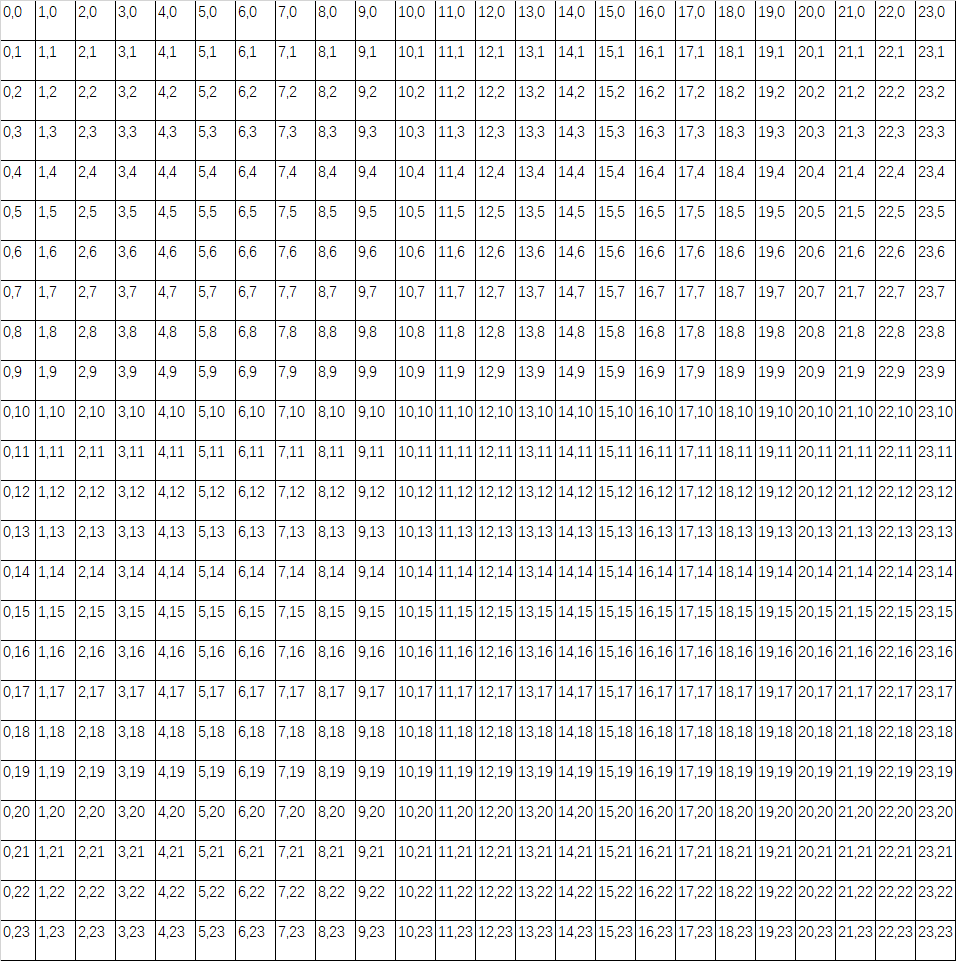 0,0 1,0 2,0 3,0 4,0 5,0 6,0 7,0 8,0 9,0 10,0 11,0 12,0 13,0 14,0 15,0 16,0 17,0 18,0 19,0 20,0 21,0 22,0 23,0
0,1 1,1 2,1 3,1 4,1 5,1 6,1 7,1 8,1 9,1 10,1 11,1 12,1 13,1 14,1 15,1 16,1 17,1 18,1 19,1 20,1 21,1 22,1 23,1
0,2 1,2 2,2 3,2 4,2 5,2 6,2 7,2 8,2 9,2 10,2 11,2 12,2 13,2 14,2 15,2 16,2 17,2 18,2 19,2 20,2 21,2 22,2 23,2
0,3 1,3 2,3 3,3 4,3 5,3 6,3 7,3 8,3 9,3 10,3 11,3 12,3 13,3 14,3 15,3 16,3 17,3 18,3 19,3 20,3 21,3 22,3 23,3
0,4 1,4 2,4 3,4 4,4 5,4 6,4 7,4 8,4 9,4 10,4 11,4 12,4 13,4 14,4 15,4 16,4 17,4 18,4 19,4 20,4 21,4 22,4 23,4
0,5 1,5 2,5 3,5 4,5 5,5 6,5 7,5 8,5 9,5 10,5 11,5 12,5 13,5 14,5 15,5 16,5 17,5 18,5 19,5 20,5 21,5 22,5 23,5
0,6 1,6 2,6 3,6 4,6 5,6 6,6 7,6 8,6 9,6 10,6 11,6 12,6 13,6 14,6 15,6 16,6 17,6 18,6 19,6 20,6 21,6 22,6 23,6
0,7 1,7 2,7 3,7 4,7 5,7 6,7 7,7 8,7 9,7 10,7 11,7 12,7 13,7 14,7 15,7 16,7 17,7 18,7 19,7 20,7 21,7 22,7 23,7
0,8 1,8 2,8 3,8 4,8 5,8 6,8 7,8 8,8 9,8 10,8 11,8 12,8 13,8 14,8 15,8 16,8 17,8 18,8 19,8 20,8 21,8 22,8 23,8
0,9 1,9 2,9 3,9 4,9 5,9 6,9 7,9 8,9 9,9 10,9 11,9 12,9 13,9 14,9 15,9 16,9 17,9 18,9 19,9 20,9 21,9 22,9 23,9
0,10 1,10 2,10 3,10 4,10 5,10 6,10 7,10 8,10 9,10 10,10 11,10 12,10 13,10 14,10 15,10 16,10 17,10 18,10 19,10 20,10 21,10 22,10 23,10
0,11 1,11 2,11 3,11 4,11 5,11 6,11 7,11 8,11 9,11 10,11 11,11 12,11 13,11 14,11 15,11 16,11 17,11 18,11 19,11 20,11 21,11 22,11 23,11
0,12 1,12 2,12 3,12 4,12 5,12 6,12 7,12 8,12 9,12 10,12 11,12 12,12 13,12 14,12 15,12 16,12 17,12 18,12 19,12 20,12 21,12 22,12 23,12
0,13 1,13 2,13 3,13 4,13 5,13 6,13 7,13 8,13 9,13 10,13 11,13 12,13 13,13 14,13 15,13 16,13 17,13 18,13 19,13 20,13 21,13 22,13 23,13
0,14 1,14 2,14 3,14 4,14 5,14 6,14 7,14 8,14 9,14 10,14 11,14 12,14 13,14 14,14 15,14 16,14 17,14 18,14 19,14 20,14 21,14 22,14 23,14
0,15 1,15 2,15 3,15 4,15 5,15 6,15 7,15 8,15 9,15 10,15 11,15 12,15 13,15 14,15 15,15 16,15 17,15 18,15 19,15 20,15 21,15 22,15 23,15
0,16 1,16 2,16 3,16 4,16 5,16 6,16 7,16 8,16 9,16 10,16 11,16 12,16 13,16 14,16 15,16 16,16 17,16 18,16 19,16 20,16 21,16 22,16 23,16
0,17 1,17 2,17 3,17 4,17 5,17 6,17 7,17 8,17 9,17 10,17 11,17 12,17 13,17 14,17 15,17 16,17 17,17 18,17 19,17 20,17 21,17 22,17 23,17
0,18 1,18 2,18 3,18 4,18 5,18 6,18 7,18 8,18 9,18 10,18 11,18 12,18 13,18 14,18 15,18 16,18 17,18 18,18 19,18 20,18 21,18 22,18 23,18
0,19 1,19 2,19 3,19 4,19 5,19 6,19 7,19 8,19 9,19 10,19 11,19 12,19 13,19 14,19 15,19 16,19 17,19 18,19 19,19 20,19 21,19 22,19 23,19
0,20 1,20 2,20 3,20 4,20 5,20 6,20 7,20 8,20 9,20 10,20 11,20 12,20 13,20 14,20 15,20 16,20 17,20 18,20 19,20 20,20 21,20 22,20 23,20
0,21 1,21 2,21 3,21 4,21 5,21 6,21 7,21 8,21 9,21 10,21 11,21 12,21 13,21 14,21 15,21 16,21 17,21 18,21 19,21 20,21 21,21 22,21 23,21
0,22 1,22 2,22 3,22 4,22 5,22 6,22 7,22 8,22 9,22 10,22 11,22 12,22 13,22 14,22 15,22 16,22 17,22 18,22 19,22 20,22 21,22 22,22 23,22
0,23 1,23 2,23 3,23 4,23 5,23 6,23 7,23 8,23 9,23 10,23 11,23 12,23 13,23 14,23 15,23 16,23 17,23 18,23 19,23 20,23 21,23 22,23 23,23